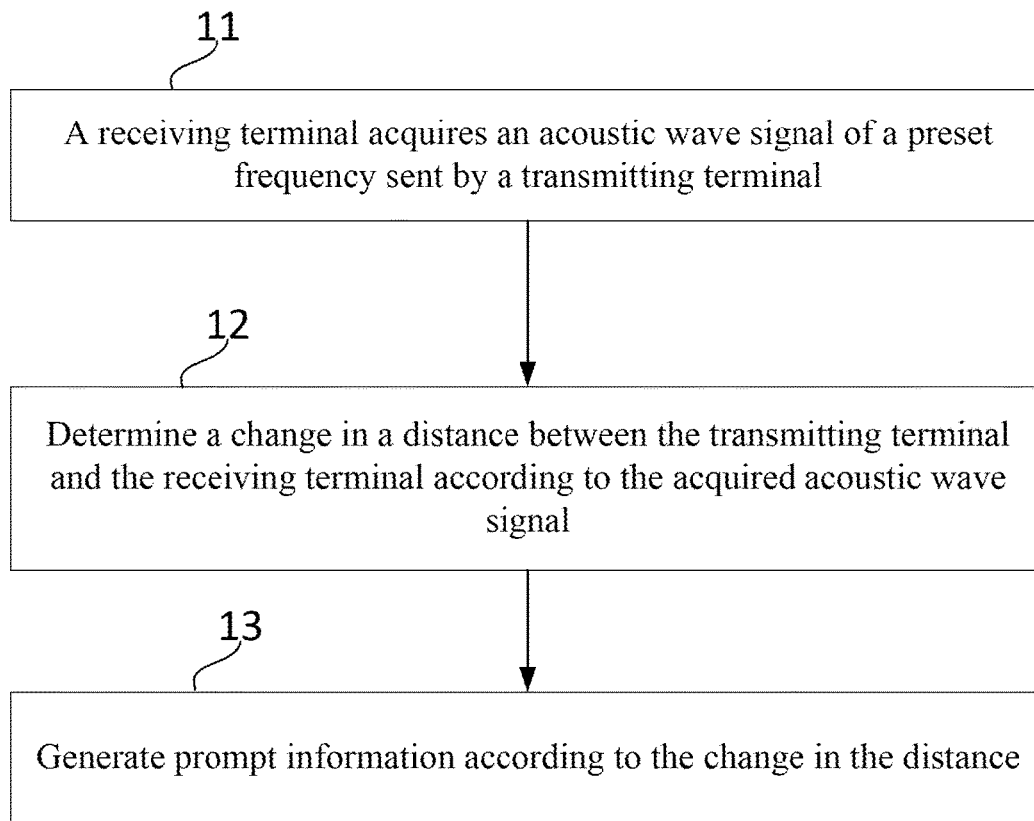 11
A receiving terminal acquires an acoustic wave signal of a preset
frequency sent by a transmitting terminal
12
Determine a change in a distance between the transmitting terminal
and the receiving terminal according to the acquired acoustic wave
signal
13
Generate prompt information according to the change in the distance